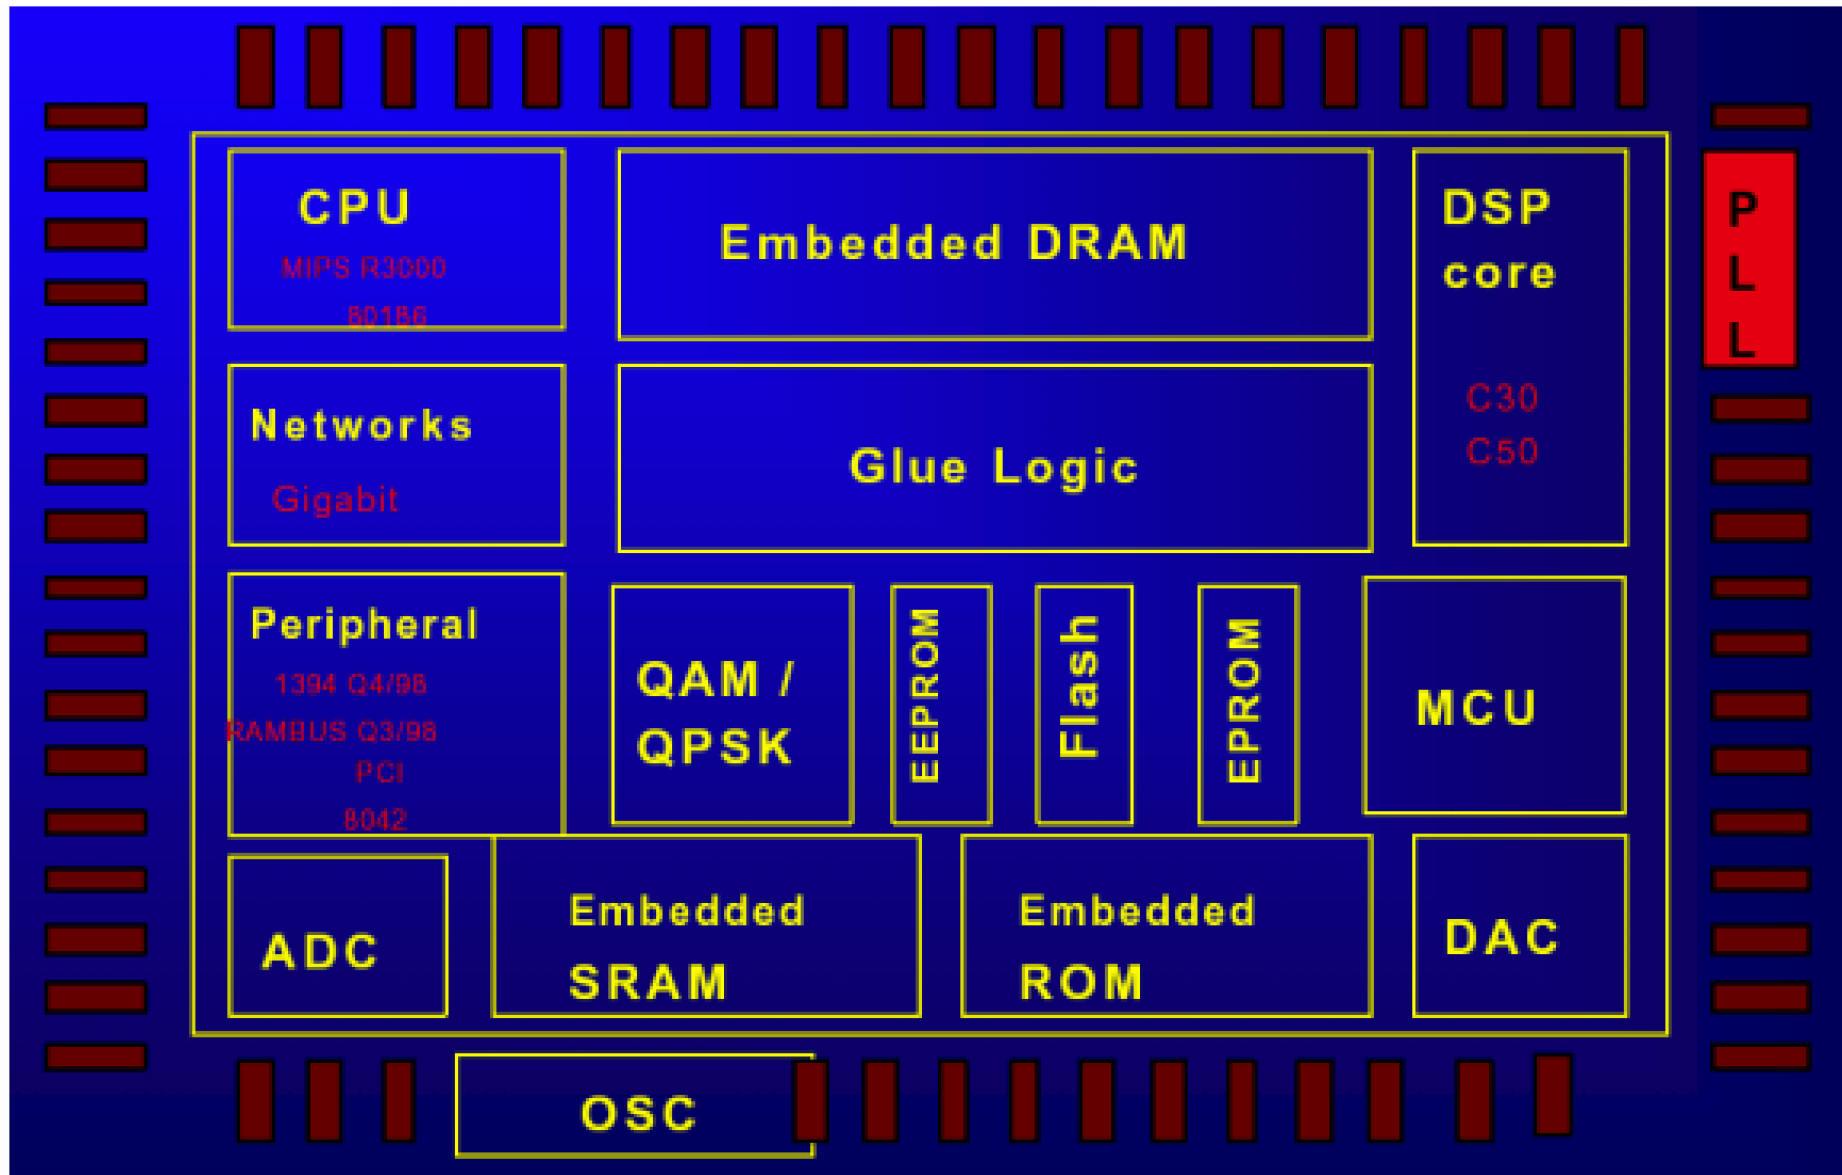 CPU
MIPS R3000
80186
Embedded DRAM
DSP
core
C30
C50
P
L
L
Networks
Gigabit
Glue Logic
Peripheral
1394 Q4/98
RAMBUS Q3/98
PCI
8042
QAM /
QPSK
EEPROM
Flash
EPROM
MCU
ADC
Embedded
SRAM
Embedded
ROM
DAC
OSC